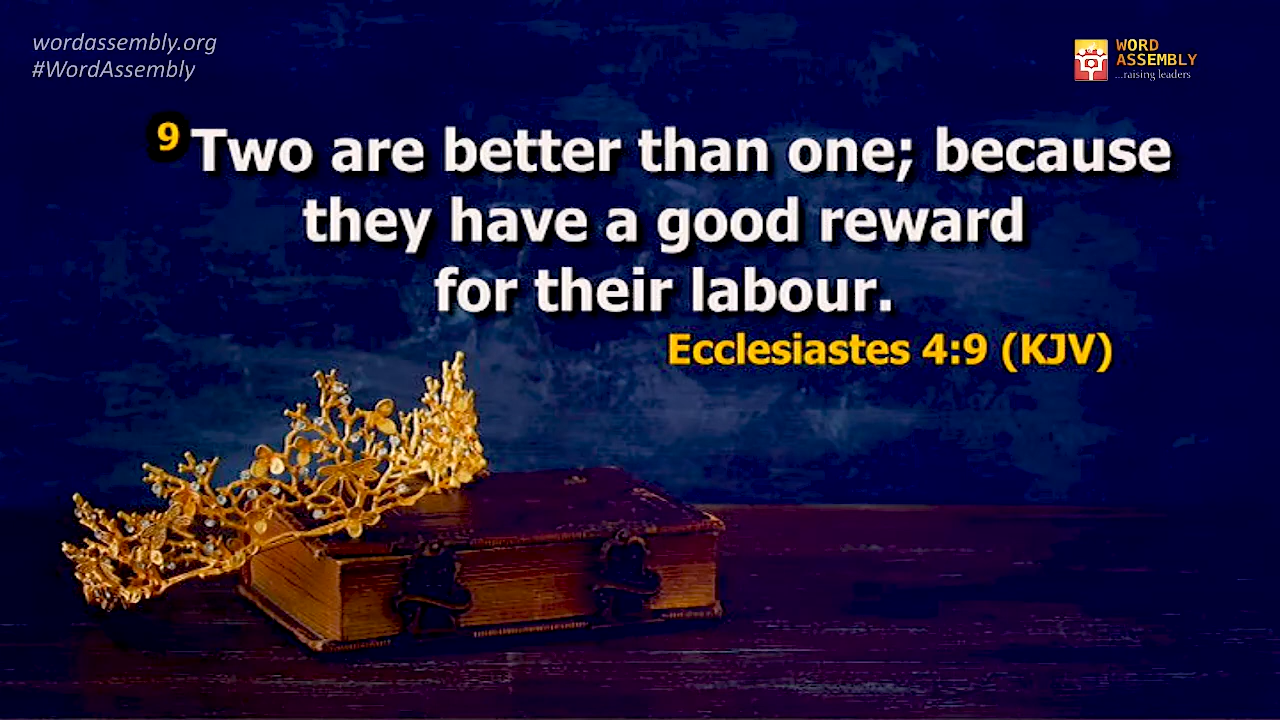 wordassembly.org
#WordAssembly
WORD
ASSEMBLY
...raising leaders
9 Two are better than one; because
they have a good reward
for their labour.
Ecclesiastes 4:9 (KJV)